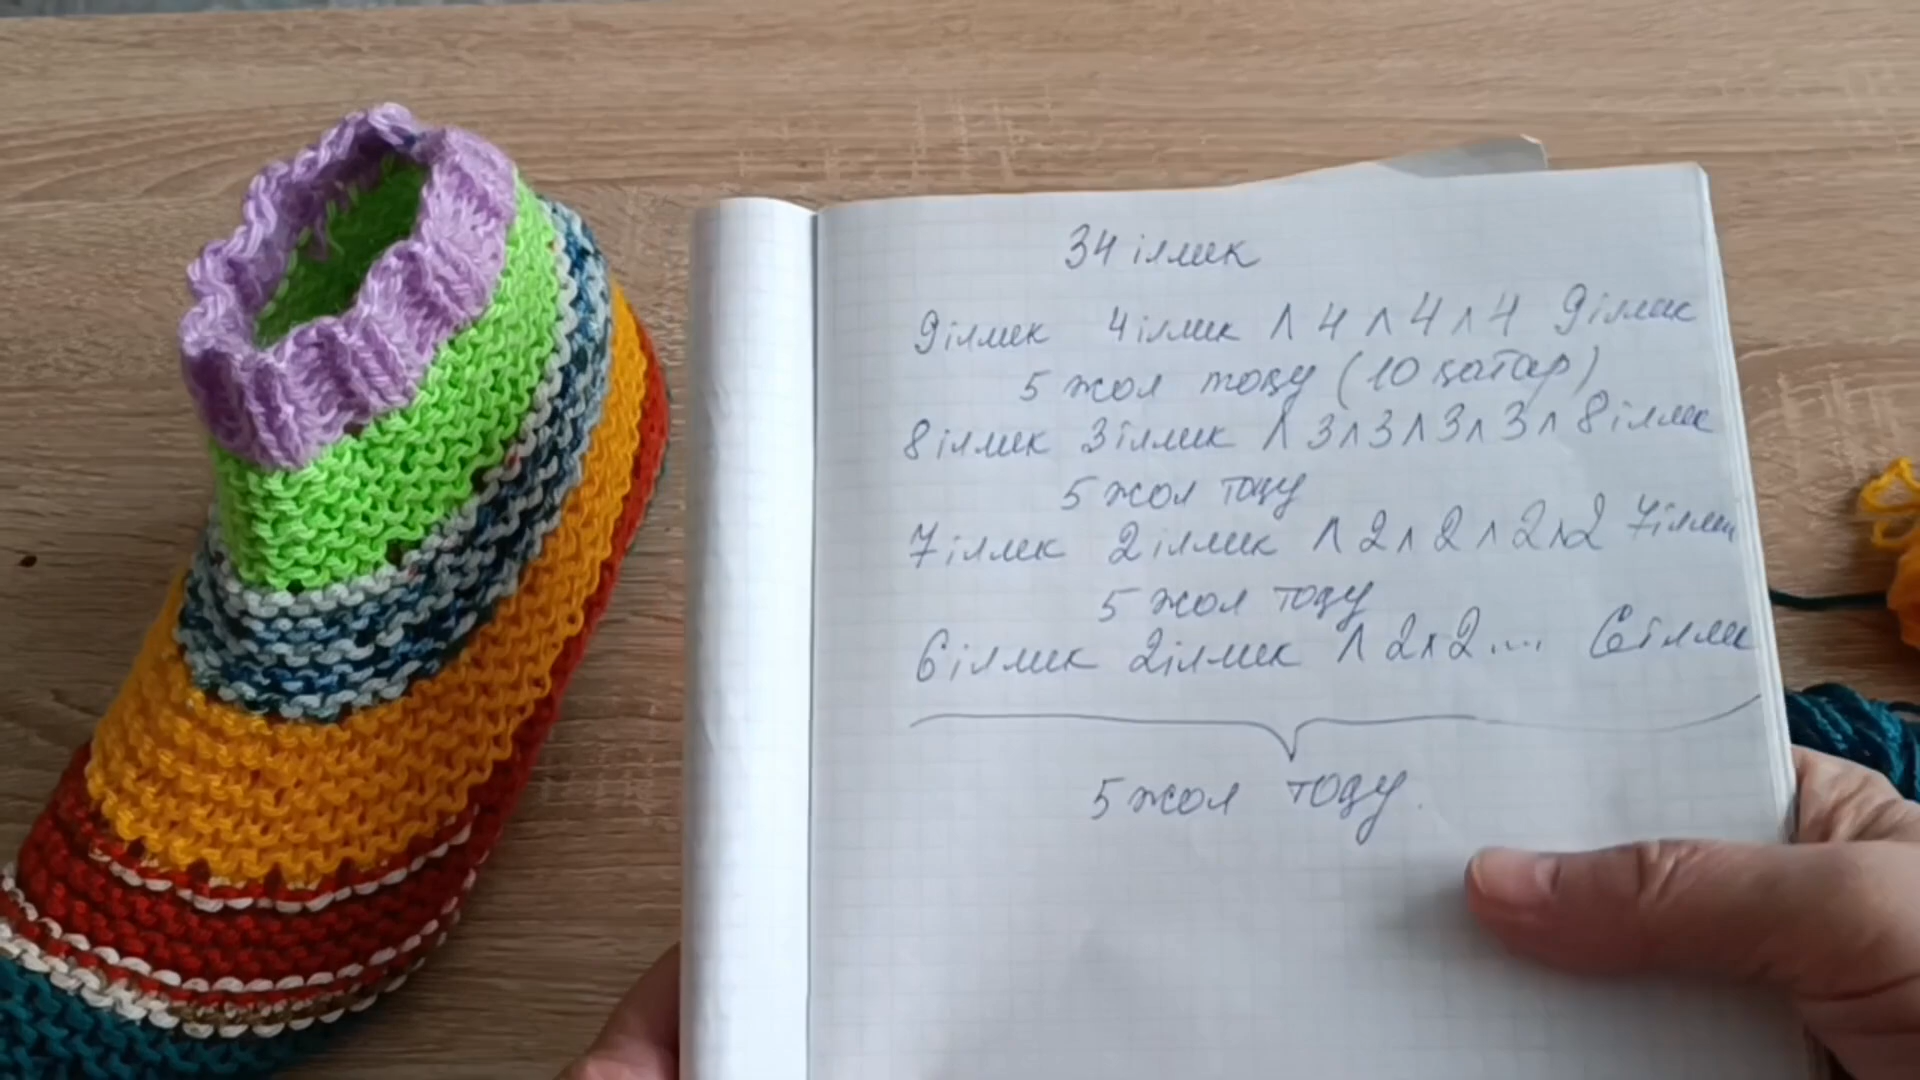 34 ілмек
9 ілмек 4 ілмек ∧ 4 ∧ 4 ∧ 4 9 ілмек
5 жол тоқу (10 қатар)
8 ілмек 3 ілмек ∧ 3 ∧ 3 ∧ 3 ∧ 3 ∧ 8 ілмек
5 жол тоқу
7 ілмек 2 ілмек ∧ 2 ∧ 2 ∧ 2 ∧ 2 7 ілмек
5 жол тоқу
6 ілмек 2 ілмек ∧ 2 ∧ 2 .... 6 ілмек
5 жол тоқу.